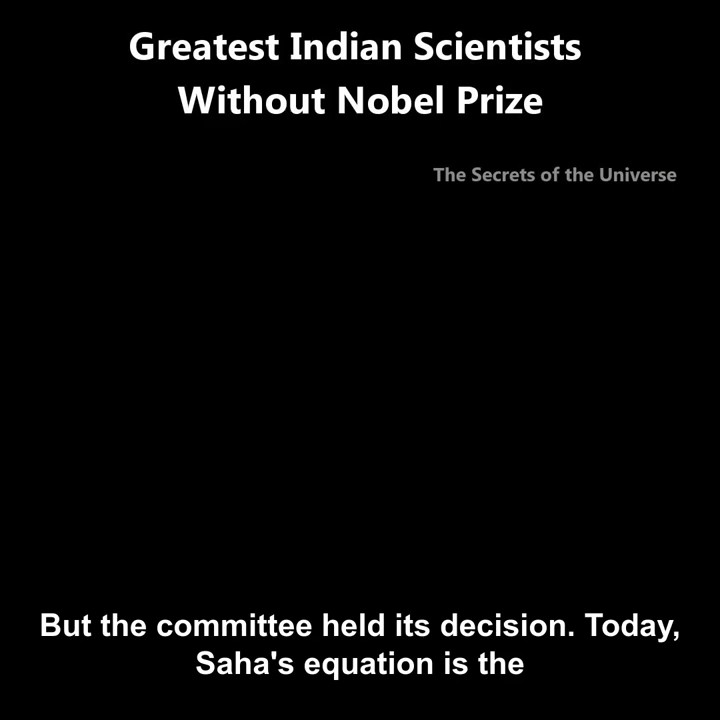 Greatest Indian Scientists
Without Nobel Prize
The Secrets of the Universe
But the committee held its decision. Today,
Saha's equation is the